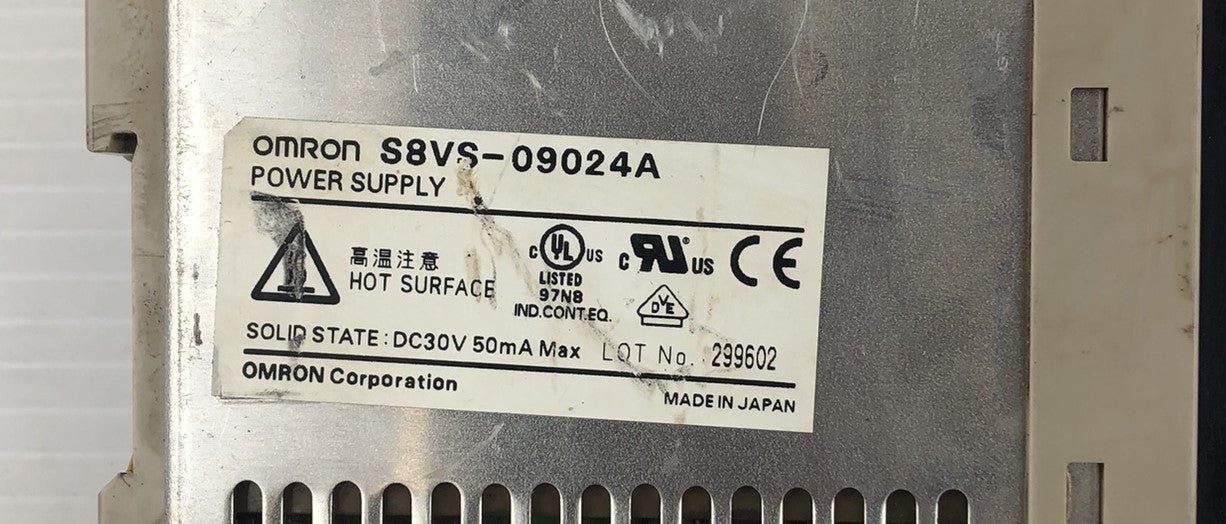 OMRON S8VS-09024A
POWER SUPPLY
高温注意
HOT SURFACE
C UL US
LISTED
97N8
IND.CONT.EQ.
c RU US
CE
DVE
SOLID STATE : DC30V 50mA Max LOT No. : 299602
OMRON Corporation
MADE IN JAPAN